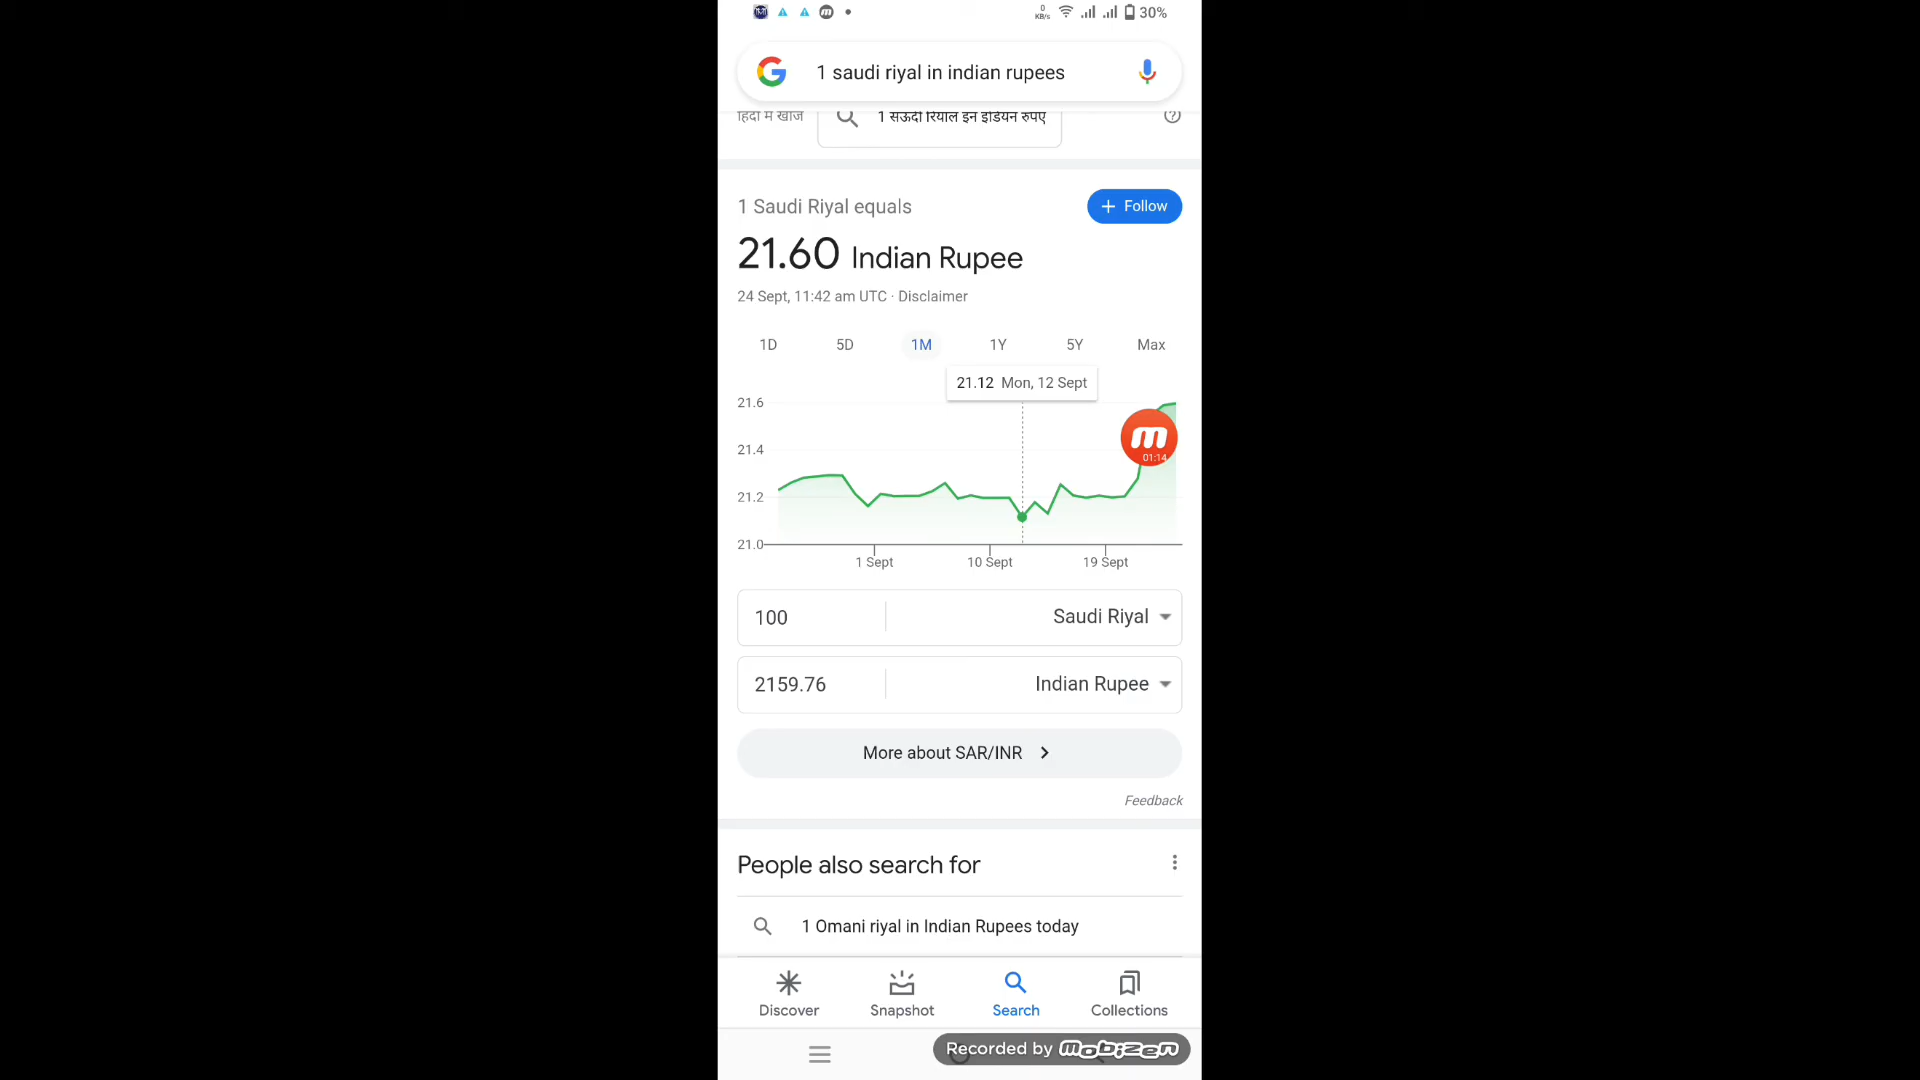 0 KB/s 30%
1 saudi riyal in indian rupees
हिंदी में खोजें 1 सऊदी रियाल इन इंडियन रुपए
1 Saudi Riyal equals
+ Follow
21.60 Indian Rupee
24 Sept, 11:42 am UTC · Disclaimer
1D 5D 1M 1Y 5Y Max
21.12 Mon, 12 Sept
21.6
21.4
21.2
21.0
m
01:14
1 Sept 10 Sept 19 Sept
100 Saudi Riyal
2159.76 Indian Rupee
More about SAR/INR
Feedback
People also search for
1 Omani riyal in Indian Rupees today
Discover Snapshot Search Collections
Recorded by mobizen